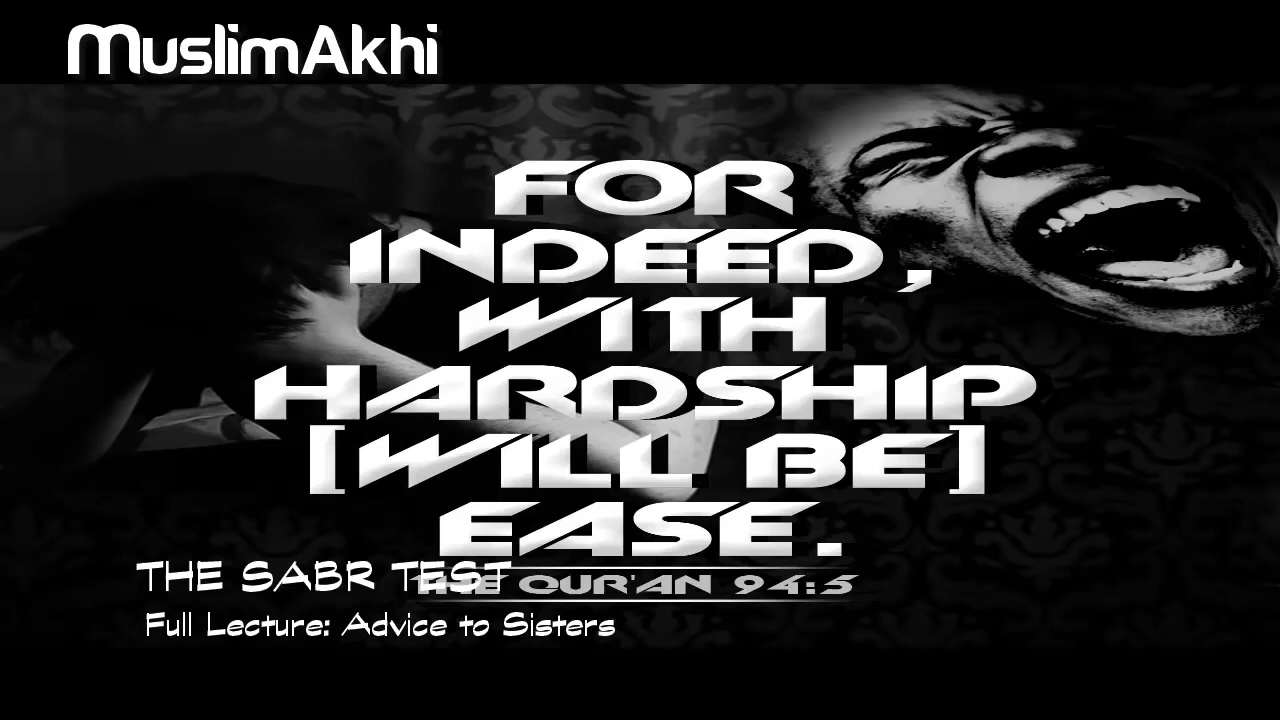 MuslimAkhi
FOR
INDEED,
WITH
HARDSHIP
[WILL BE]
EASE.
THE QUR'AN 94:5
THE SABR TEST
Full Lecture: Advice to Sisters